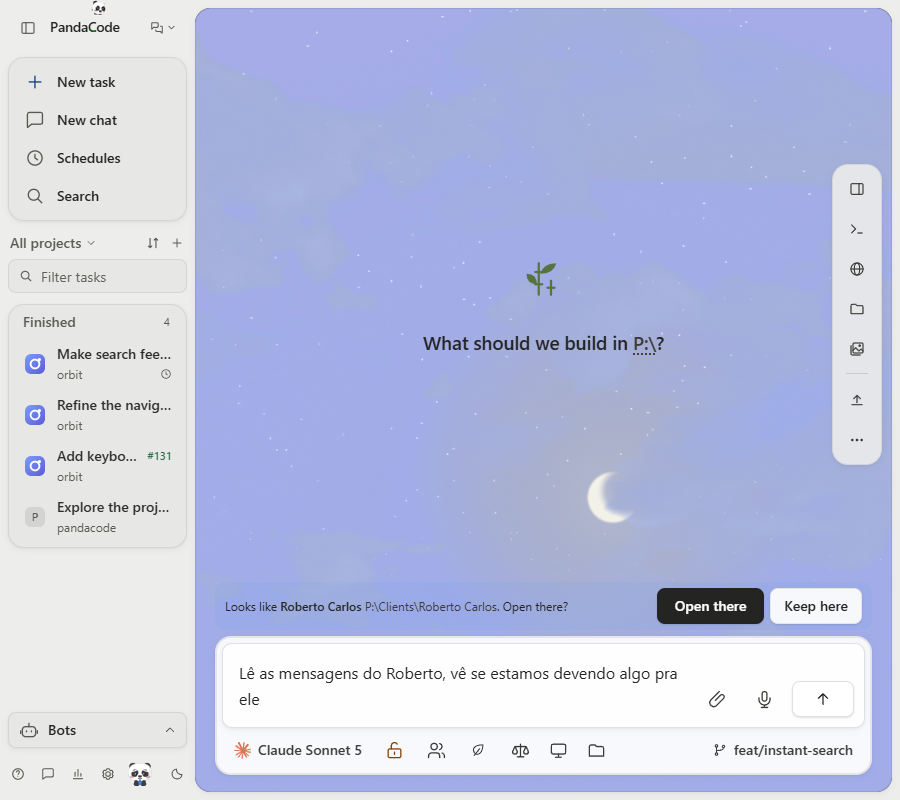 PandaCode
New task
New chat
Schedules
Search
All projects
Filter tasks
Finished 4
Make search fee...
orbit
Refine the navig...
orbit
Add keybo... #131
orbit
P
Explore the proj...
pandacode
Bots
What should we build in P:\?
Looks like Roberto Carlos P:\Clients\Roberto Carlos. Open there?
Open there
Keep here
Lê as mensagens do Roberto, vê se estamos devendo algo pra
ele
Claude Sonnet 5
feat/instant-search